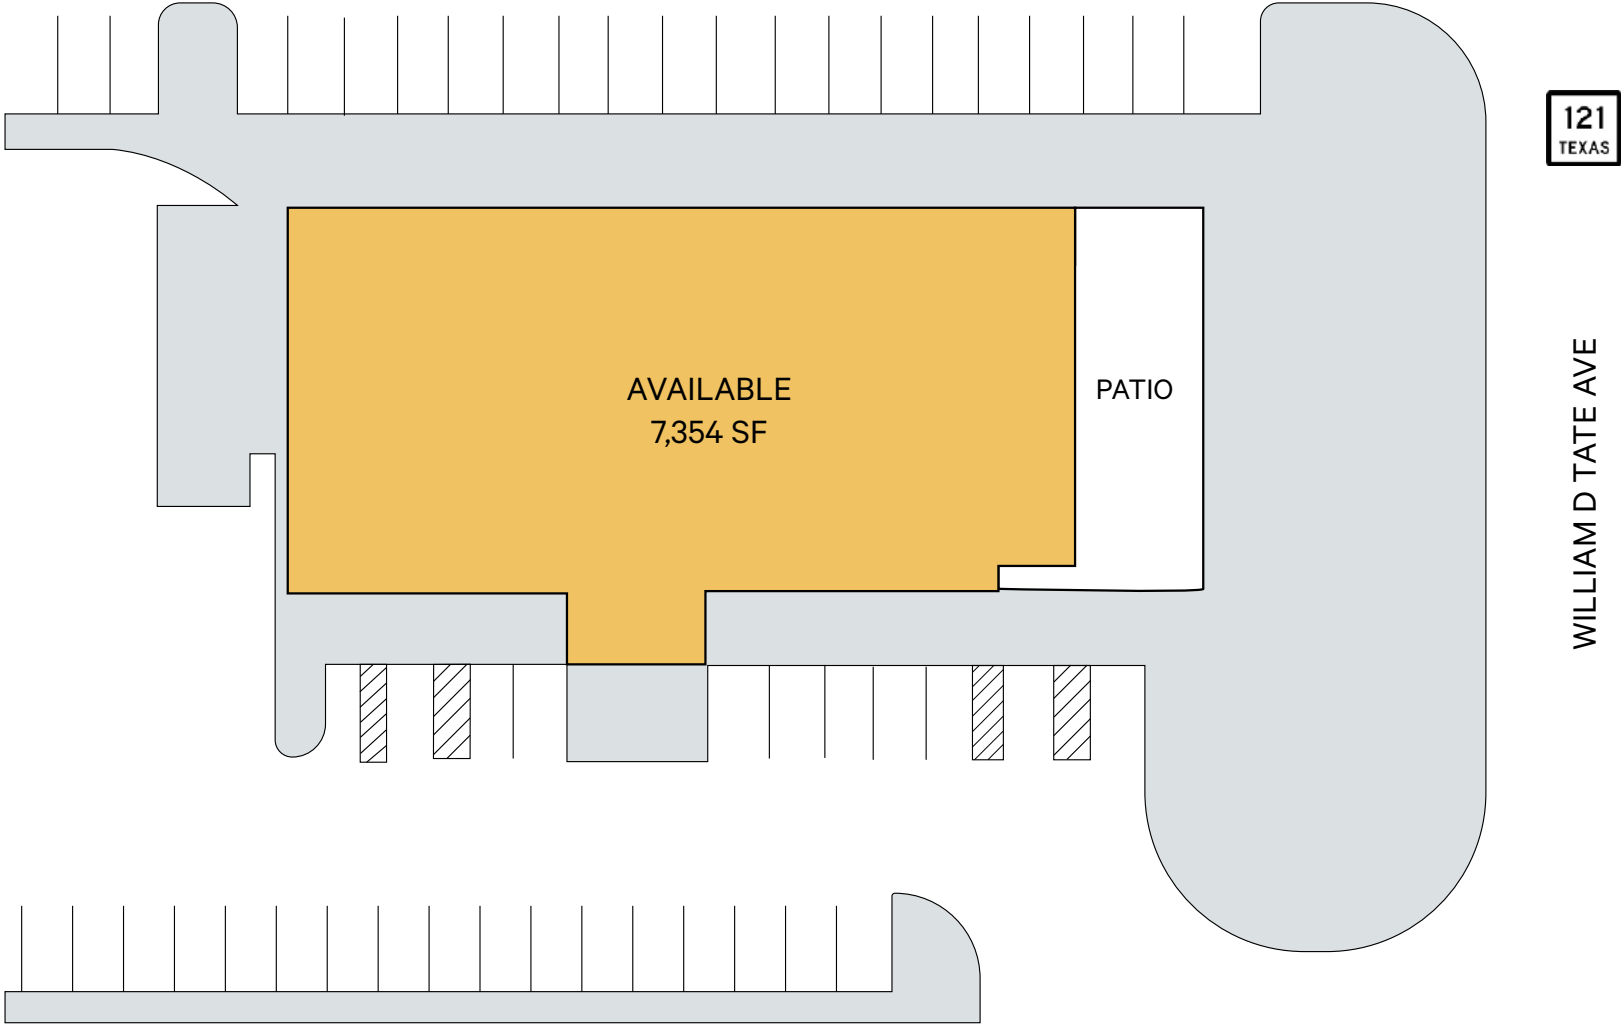 121
TEXAS
AVAILABLE
7,354 SF
PATIO
WILLIAM D TATE AVE